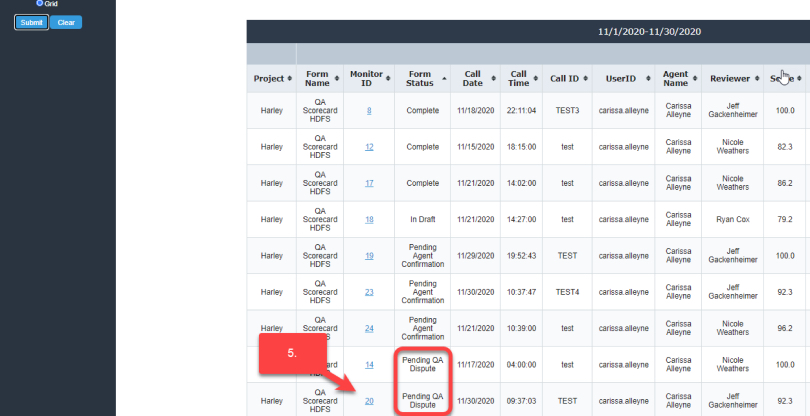 Grid
Submit Clear
11/1/2020-11/30/2020
Project Form Name Monitor ID Form Status Call Date Call Time Call ID UserID Agent Name Reviewer
Harley QA Scorecard HDFS 8 Complete 11/18/2020 22:11:04 TEST3 carissa.alleyne Carissa Alleyne Jeff Gackenheimer 100.0
Harley QA Scorecard HDFS 12 Complete 11/15/2020 18:15:00 test carissa.alleyne Carissa Alleyne Nicole Weathers 82.3
Harley QA Scorecard HDFS 17 Complete 11/21/2020 14:02:00 test carissa.alleyne Carissa Alleyne Nicole Weathers 86.2
Harley QA Scorecard HDFS 18 In Draft 11/21/2020 14:27:00 test carissa.alleyne Carissa Alleyne Ryan Cox 79.2
Harley QA Scorecard HDFS 19 Pending Agent Confirmation 11/29/2020 19:52:43 TEST carissa.alleyne Carissa Alleyne Jeff Gackenheimer 100.0
Harley QA Scorecard HDFS 23 Pending Agent Confirmation 11/30/2020 10:37:47 TEST4 carissa.alleyne Carissa Alleyne Jeff Gackenheimer 92.3
Harley QA Scorecard 24 Pending Agent Confirmation 11/21/2020 10:39:00 test carissa.alleyne Carissa Alleyne Nicole Weathers 96.2
5.
14 Pending QA Dispute 11/17/2020 04:00:00 test carissa.alleyne Carissa Alleyne Nicole Weathers 100.0
Harley QA Scorecard HDFS 20 Pending QA Dispute 11/30/2020 09:37:03 TEST carissa.alleyne Carissa Alleyne Jeff Gackenheimer 92.3